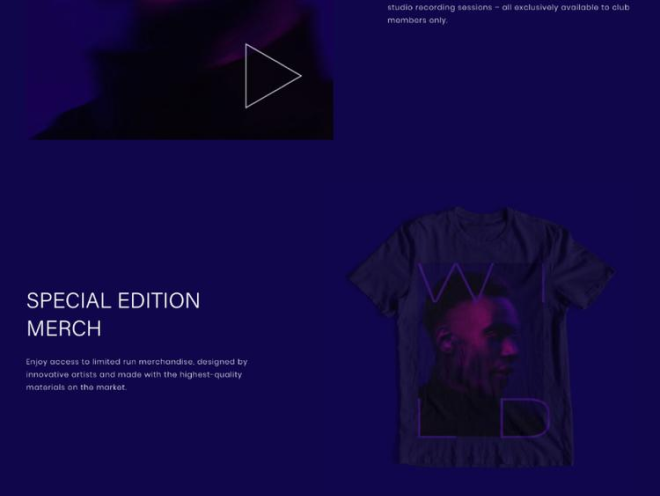 studio recording sessions – all exclusively available to club
members only.
SPECIAL EDITION
MERCH
Enjoy access to limited run merchandise, designed by
innovative artists and made with the highest-quality
materials on the market.
W I
L D